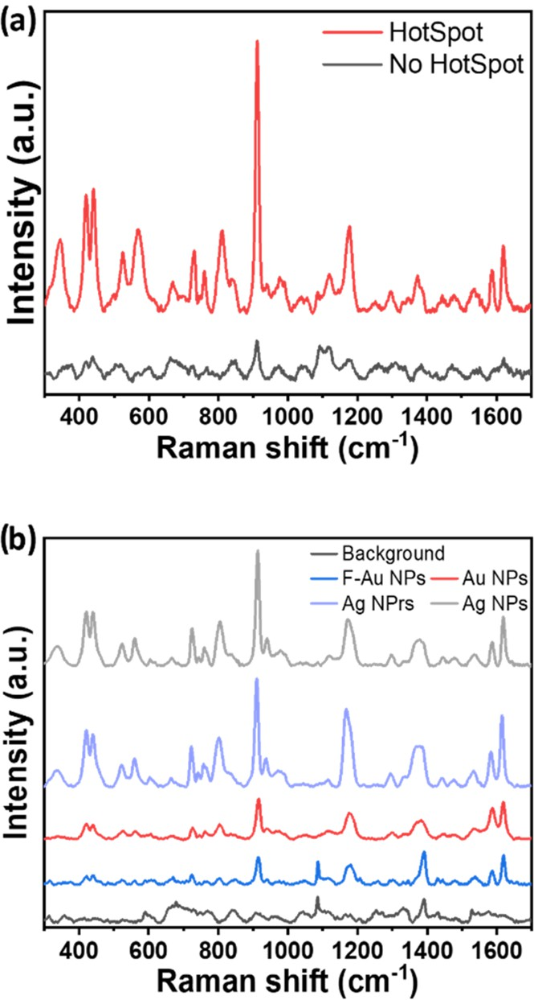 (a)
HotSpot
No HotSpot
Intensity (a.u.)
400 600 800 1000 1200 1400 1600
Raman shift (cm⁻¹)
(b)
Background
F-Au NPs Au NPs
Ag NPrs Ag NPs
Intensity (a.u.)
400 600 800 1000 1200 1400 1600
Raman shift (cm⁻¹)